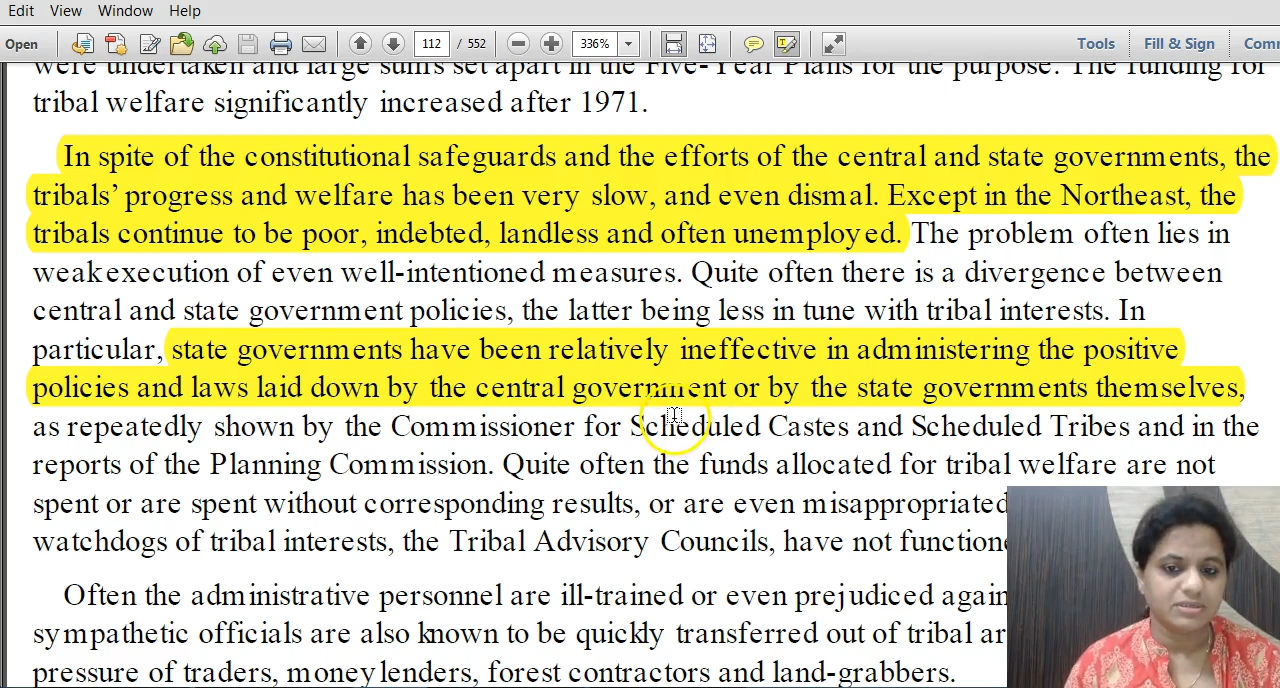 Edit View Window Help
Open 112 / 552 336% Tools Fill & Sign Comm
were undertaken and large sums set apart in the Five-Year Plans for the purpose. The funding for
tribal welfare significantly increased after 1971.
In spite of the constitutional safeguards and the efforts of the central and state governments, the
tribals’ progress and welfare has been very slow, and even dismal. Except in the Northeast, the
tribals continue to be poor, indebted, landless and often unemployed. The problem often lies in
weak execution of even well-intentioned measures. Quite often there is a divergence between
central and state government policies, the latter being less in tune with tribal interests. In
particular, state governments have been relatively ineffective in administering the positive
policies and laws laid down by the central government or by the state governments themselves,
as repeatedly shown by the Commissioner for Scheduled Castes and Scheduled Tribes and in the
reports of the Planning Commission. Quite often the funds allocated for tribal welfare are not
spent or are spent without corresponding results, or are even misappropriated
watchdogs of tribal interests, the Tribal Advisory Councils, have not function
Often the administrative personnel are ill-trained or even prejudiced again
sympathetic officials are also known to be quickly transferred out of tribal ar
pressure of traders, moneylenders, forest contractors and land-grabbers.